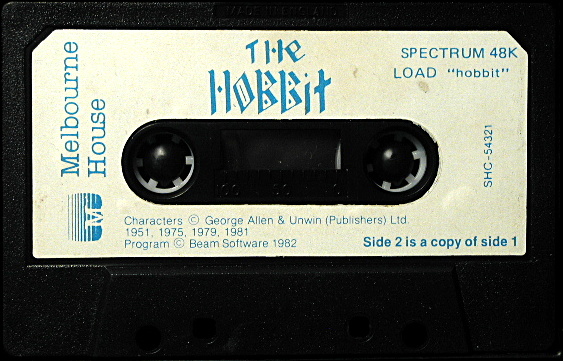 THE
HOBBIT
SPECTRUM 48K
LOAD "hobbit"
Melbourne
House
SHC-54321
Characters © George Allen & Unwin (Publishers) Ltd.
1951, 1975, 1979, 1981
Program © Beam Software 1982
Side 2 is a copy of side 1